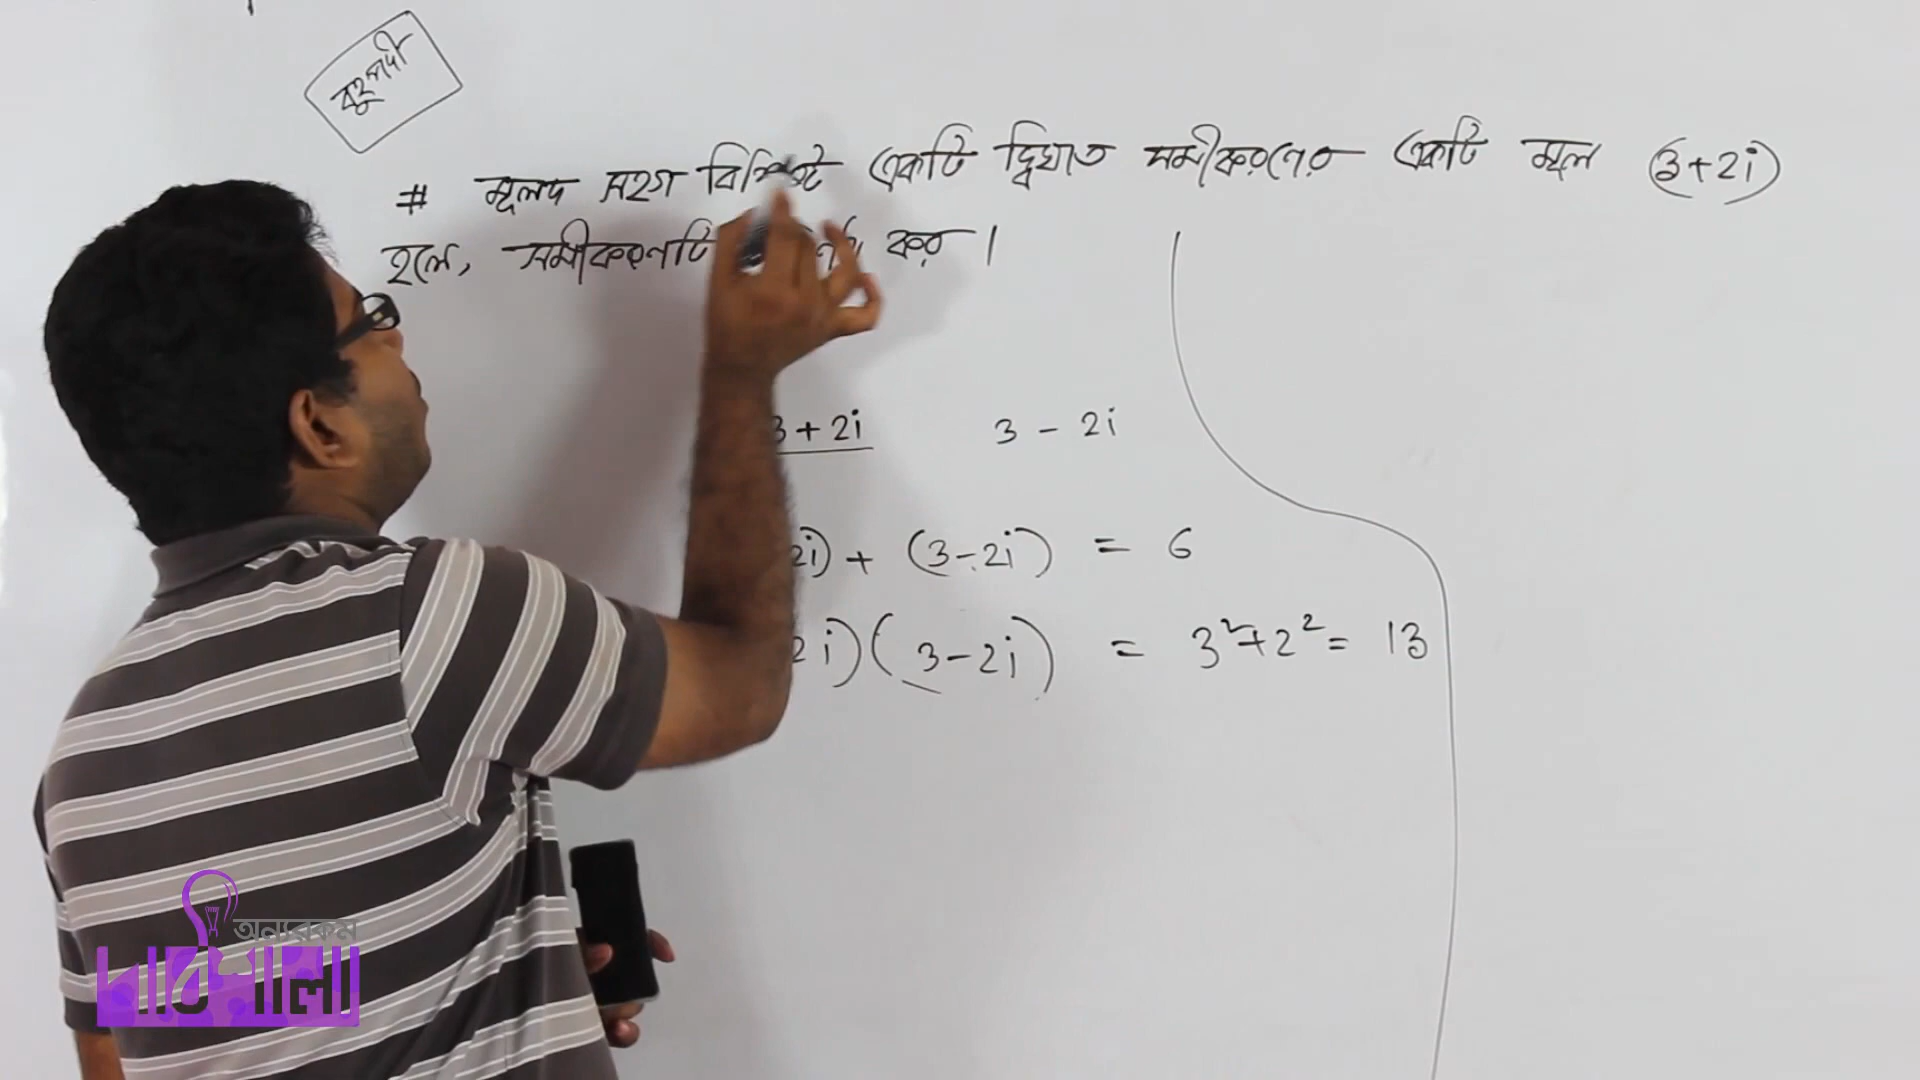 বহুপদী
# মূলদ সহগ বিশিষ্ট একটি দ্বিঘাত সমীকরণের একটি মূল (3+2i)
হলে, সমীকরণটি কর ।
3 + 2i 3 - 2i
2i) + (3-2i) = 6
2i)(3-2i) = 3²+2² = 13
অন্যরকম
পাঠশালা